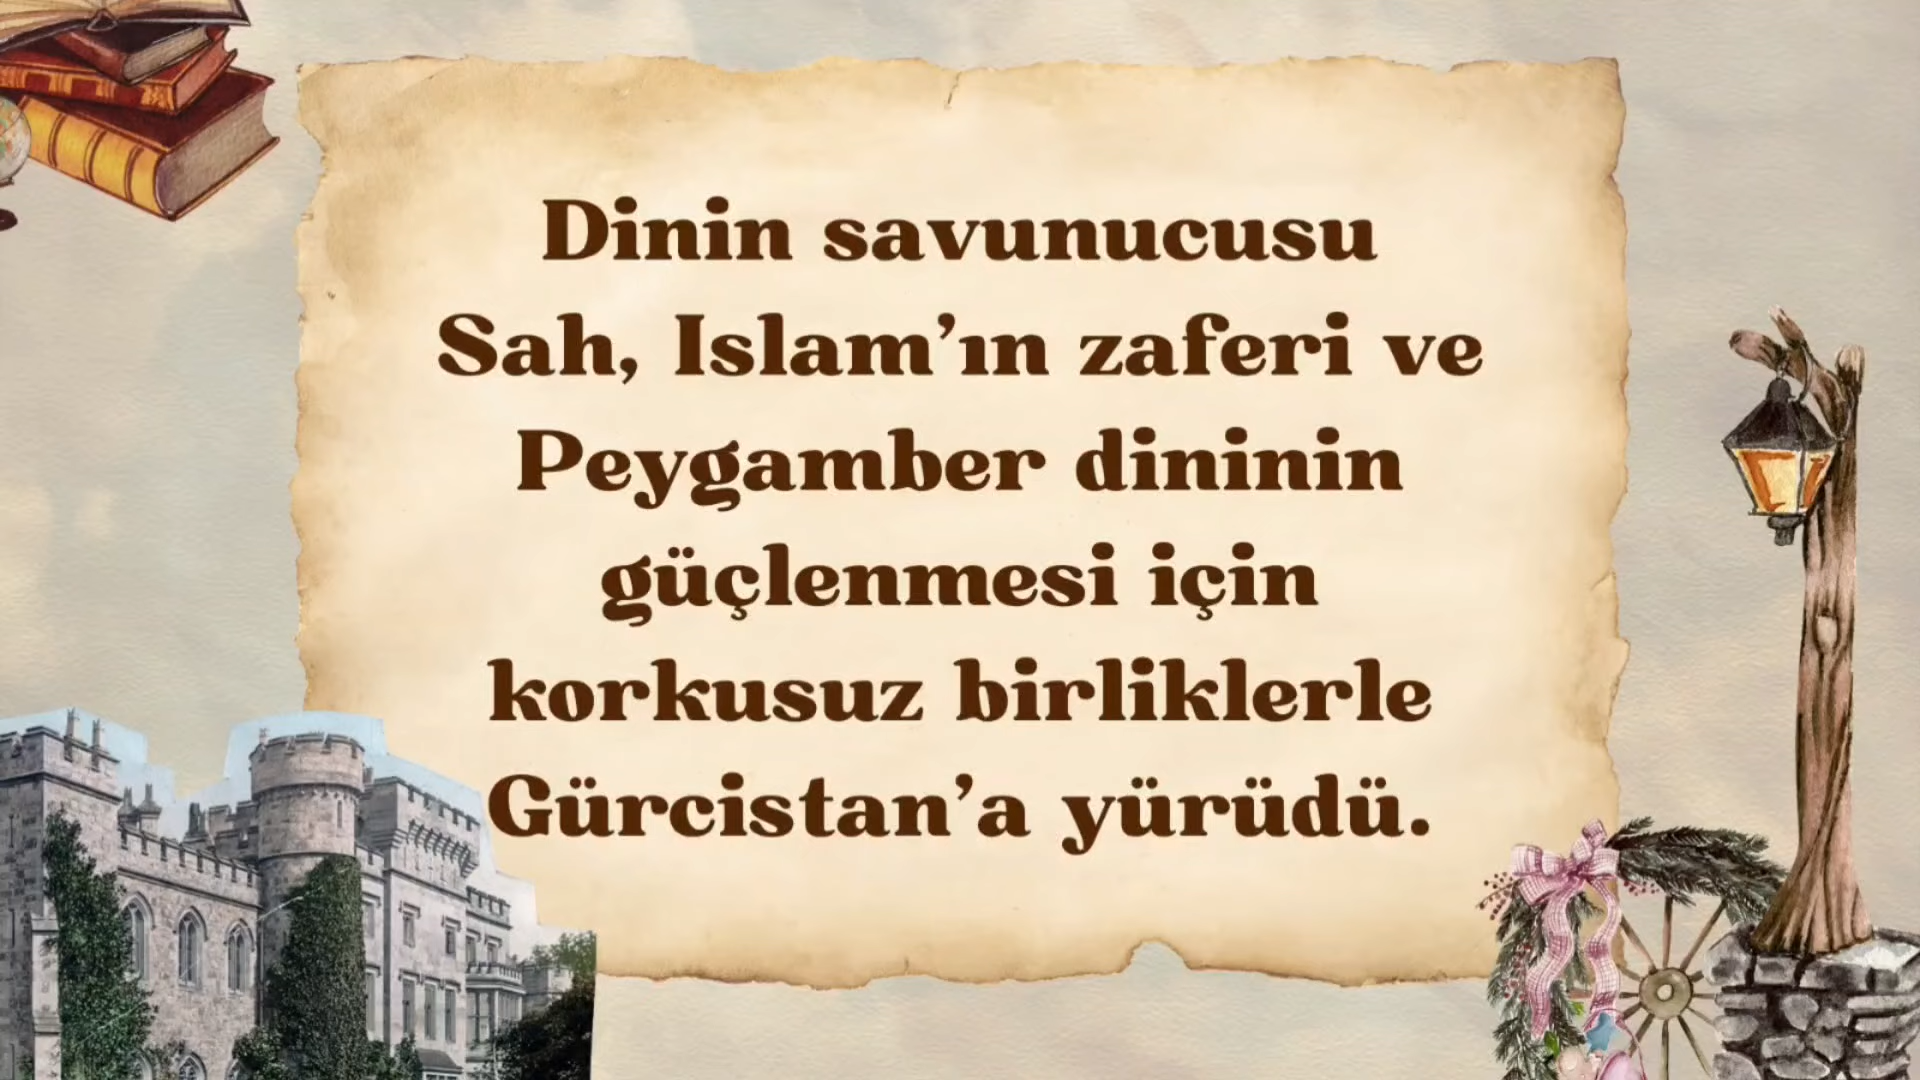 Dinin savunucusu
Sah, Islam’ın zaferi ve
Peygamber dininin
güçlenmesi için
korkusuz birliklerle
Gürcistan’a yürüdü.